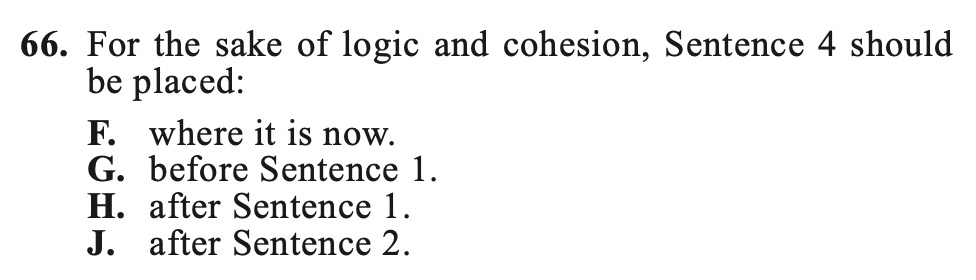 66. For the sake of logic and cohesion, Sentence 4 should
be placed:
F. where it is now.
G. before Sentence 1.
H. after Sentence 1.
J. after Sentence 2.